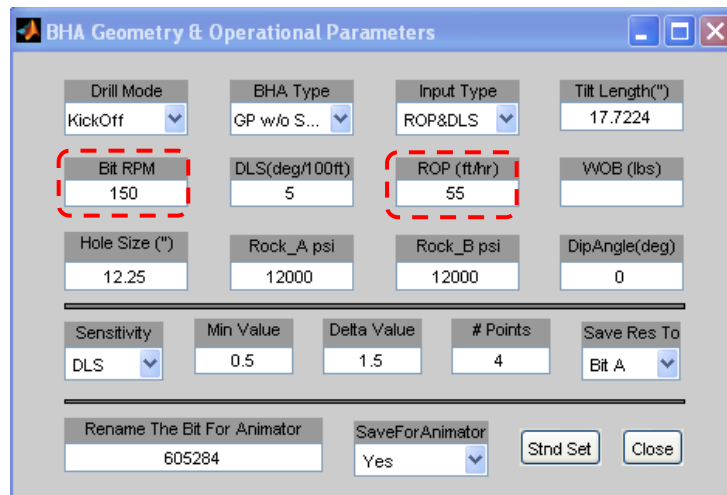 BHA Geometry & Operational Parameters
Drill Mode BHA Type Input Type Tilt Length(")
KickOff GP w/o S... ROP&DLS 17.7224
Bit RPM DLS(deg/100ft) ROP (ft/hr) WOB (lbs)
150 5 55
Hole Size (") Rock_A psi Rock_B psi DipAngle(deg)
12.25 12000 12000 0
Sensitivity Min Value Delta Value # Points Save Res To
DLS 0.5 1.5 4 Bit A
Rename The Bit For Animator SaveForAnimator
605284 Yes Stnd Set Close